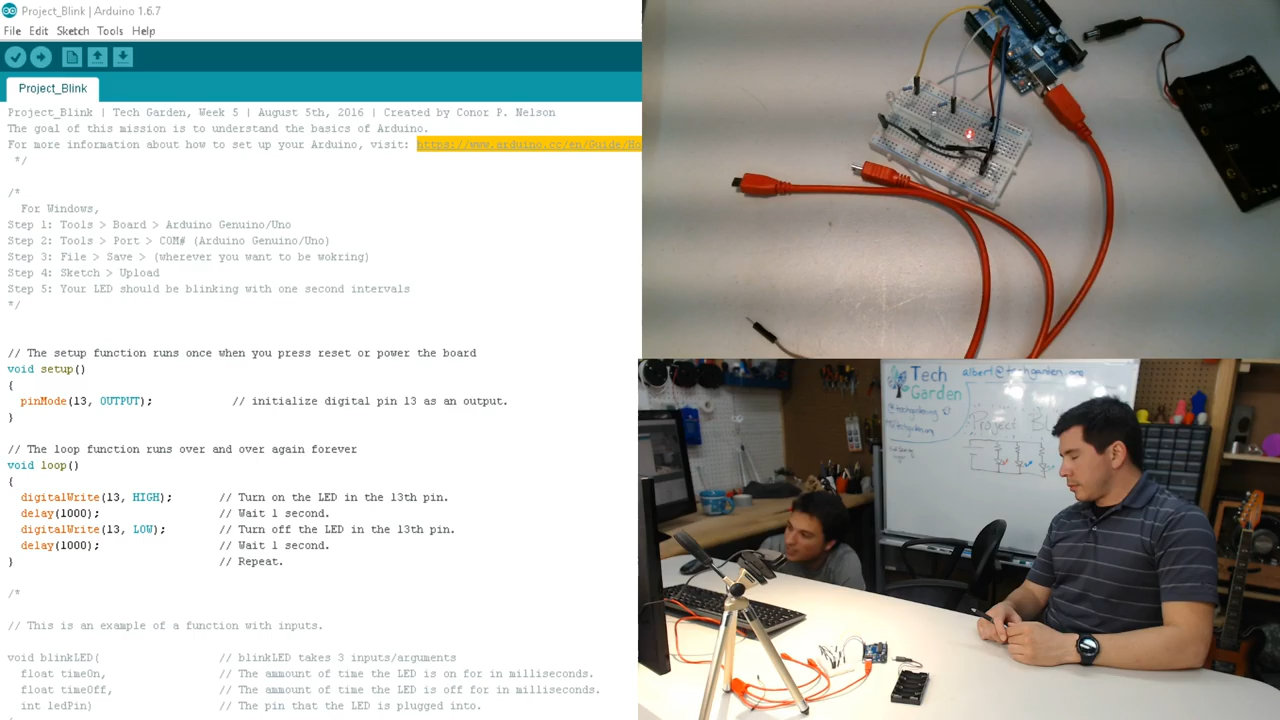 Project_Blink | Arduino 1.6.7
File Edit Sketch Tools Help
Project_Blink
Project_Blink | Tech Garden, Week 5 | August 5th, 2016 | Created by Conor P. Nelson
The goal of this mission is to understand the basics of Arduino.
For more information about how to set up your Arduino, visit: https://www.arduino.cc/en/Guide/Ho
*/
/*
For Windows,
Step 1: Tools > Board > Arduino Genuino/Uno
Step 2: Tools > Port > COM# (Arduino Genuino/Uno)
Step 3: File > Save > (wherever you want to be wokring)
Step 4: Sketch > Upload
Step 5: Your LED should be blinking with one second intervals
*/
// The setup function runs once when you press reset or power the board
void setup()
{
pinMode(13, OUTPUT); // initialize digital pin 13 as an output.
}
// The loop function runs over and over again forever
void loop()
{
digitalWrite(13, HIGH); // Turn on the LED in the 13th pin.
delay(1000); // Wait 1 second.
digitalWrite(13, LOW); // Turn off the LED in the 13th pin.
delay(1000); // Wait 1 second.
} // Repeat.
/*
// This is an example of a function with inputs.
void blinkLED( // blinkLED takes 3 inputs/arguments
float timeOn, // The ammount of time the LED is on for in milliseconds.
float timeOff, // The ammount of time the LED is off for in milliseconds.
int ledPin) // The pin that the LED is plugged into.
Tech Garden
albert@techgarden.org
Project Bl